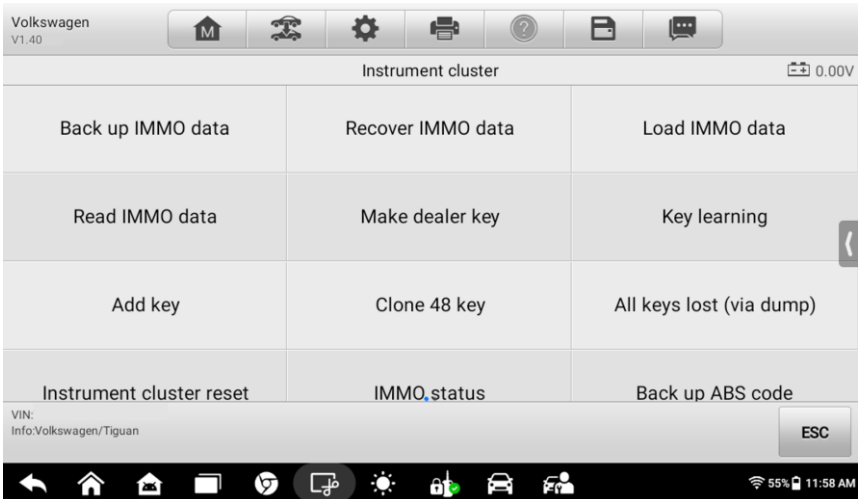 Volkswagen
V1.40
M
?
Instrument cluster
0.00V
Back up IMMO data
Recover IMMO data
Load IMMO data
Read IMMO data
Make dealer key
Key learning
Add key
Clone 48 key
All keys lost (via dump)
Instrument cluster reset
IMMO status
Back up ABS code
VIN:
Info:Volkswagen/Tiguan
ESC
55% 11:58 AM